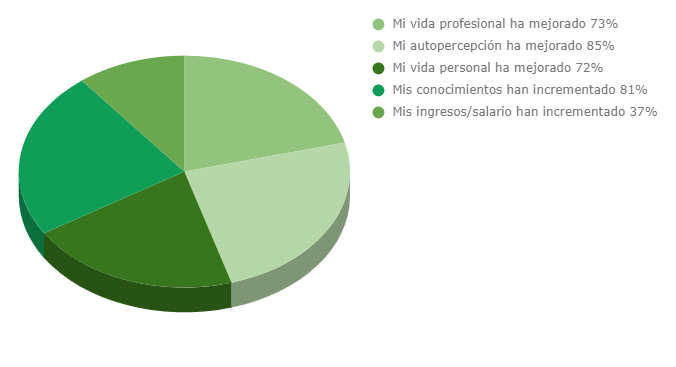 Mi vida profesional ha mejorado 73%
Mi autopercepción ha mejorado 85%
Mi vida personal ha mejorado 72%
Mis conocimientos han incrementado 81%
Mis ingresos/salario han incrementado 37%